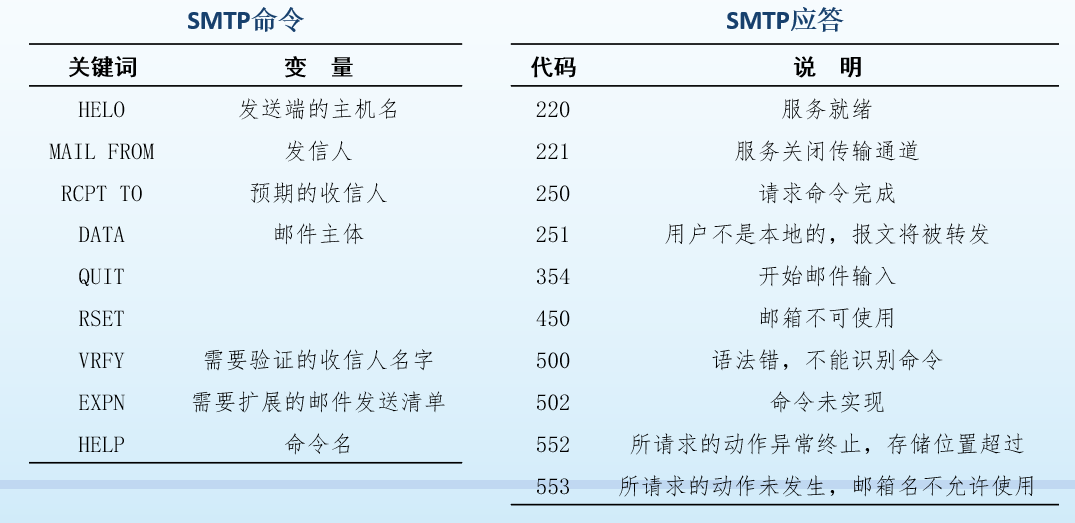 SMTP命令
关键词 变 量
HELO 发送端的主机名
MAIL FROM 发信人
RCPT TO 预期的收信人
DATA 邮件主体
QUIT
RSET
VRFY 需要验证的收信人名字
EXPN 需要扩展的邮件发送清单
HELP 命令名
SMTP应答
代码 说 明
220 服务就绪
221 服务关闭传输通道
250 请求命令完成
251 用户不是本地的，报文将被转发
354 开始邮件输入
450 邮箱不可使用
500 语法错，不能识别命令
502 命令未实现
552 所请求的动作异常终止，存储位置超过
553 所请求的动作未发生，邮箱名不允许使用